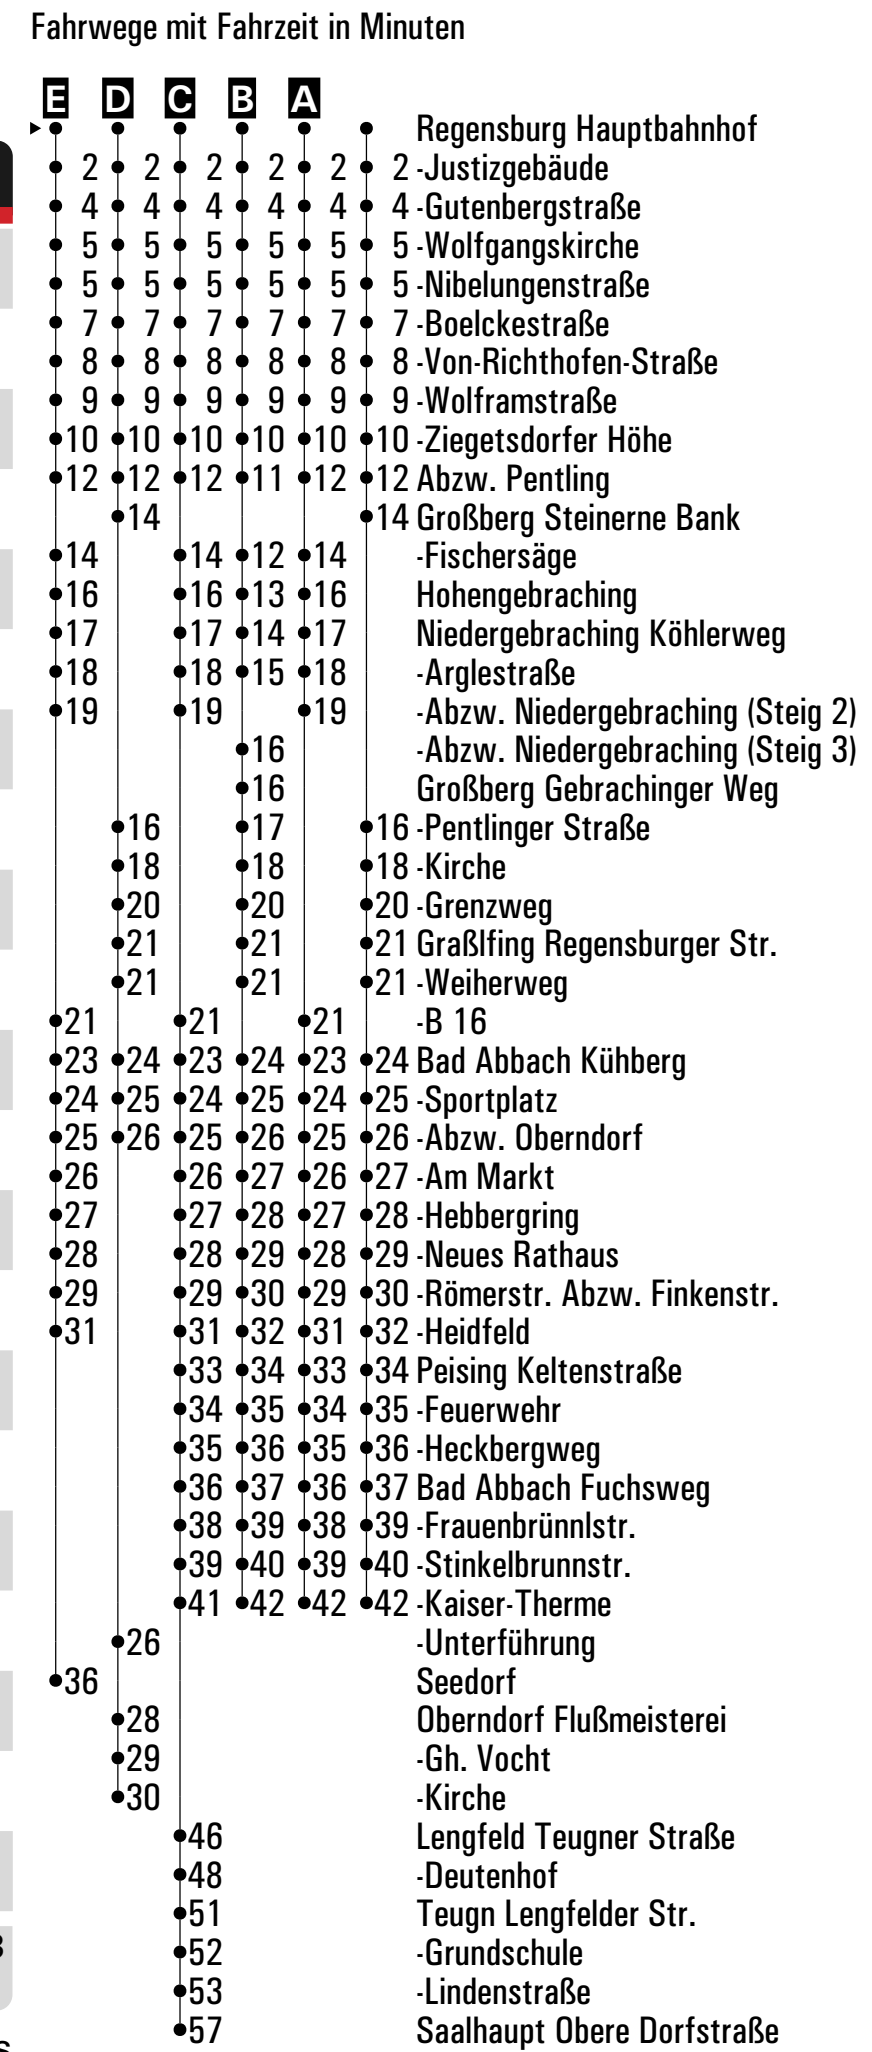 Fahrwege mit Fahrzeit in Minuten
E D C B A
Regensburg Hauptbahnhof
2 2 2 2 2 2 -Justizgebäude
4 4 4 4 4 4 -Gutenbergstraße
5 5 5 5 5 5 -Wolfgangskirche
5 5 5 5 5 5 -Nibelungenstraße
7 7 7 7 7 7 -Boelckestraße
8 8 8 8 8 8 -Von-Richthofen-Straße
9 9 9 9 9 9 -Wolframstraße
10 10 10 10 10 10 -Ziegetsdorfer Höhe
12 12 12 11 12 12 Abzw. Pentling
14 14 Großberg Steinerne Bank
14 14 12 14 -Fischersäge
16 16 13 16 Hohengebraching
17 17 14 17 Niedergebraching Köhlerweg
18 18 15 18 -Arglestraße
19 19 19 -Abzw. Niedergebraching (Steig 2)
16 -Abzw. Niedergebraching (Steig 3)
16 Großberg Gebrachinger Weg
16 17 16 -Pentlinger Straße
18 18 18 -Kirche
20 20 20 -Grenzweg
21 21 21 Graßlfing Regensburger Str.
21 21 21 -Weiherweg
21 21 21 -B 16
23 24 23 24 23 24 Bad Abbach Kühberg
24 25 24 25 24 25 -Sportplatz
25 26 25 26 25 26 -Abzw. Oberndorf
26 26 27 26 27 -Am Markt
27 27 28 27 28 -Hebbergring
28 28 29 28 29 -Neues Rathaus
29 29 30 29 30 -Römerstr. Abzw. Finkenstr.
31 31 32 31 32 -Heidfeld
33 34 33 34 Peising Keltenstraße
34 35 34 35 -Feuerwehr
35 36 35 36 -Heckbergweg
36 37 36 37 Bad Abbach Fuchsweg
38 39 38 39 -Frauenbrünnlstr.
39 40 39 40 -Stinkelbrunnstr.
41 42 42 42 -Kaiser-Therme
26 -Unterführung
36 Seedorf
28 Oberndorf Flußmeisterei
29 -Gh. Vocht
30 -Kirche
46 Lengfeld Teugner Straße
48 -Deutenhof
51 Teugn Lengfelder Str.
52 -Grundschule
53 -Lindenstraße
57 Saalhaupt Obere Dorfstraße